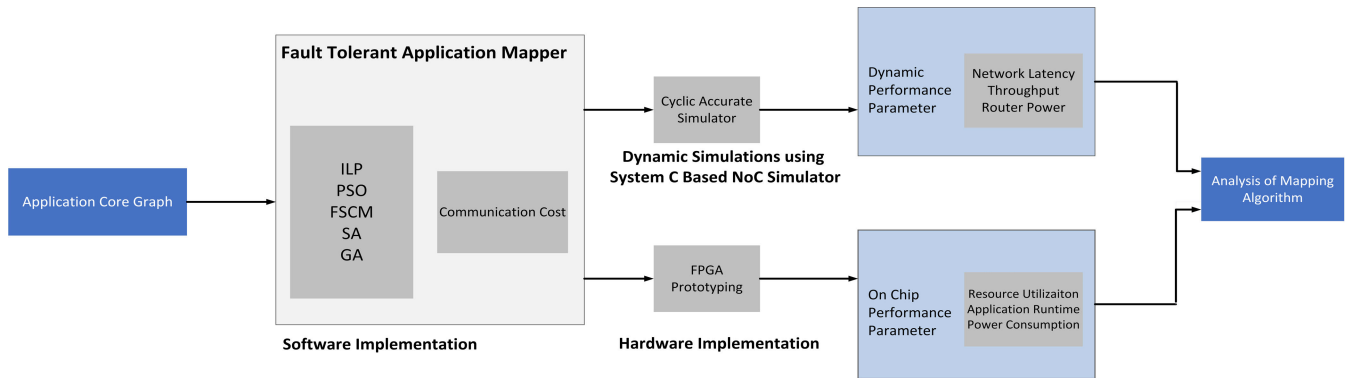 Application Core Graph
Fault Tolerant Application Mapper
ILP
PSO
FSCM
SA
GA
Communication Cost
Software Implementation
Cyclic Accurate
Simulator
Dynamic Simulations using
System C Based NoC Simulator
FPGA
Prototyping
Hardware Implementation
Dynamic
Performance
Parameter
Network Latency
Throughput
Router Power
On Chip
Performance
Parameter
Resource Utilizaiton
Application Runtime
Power Consumption
Analysis of Mapping
Algorithm